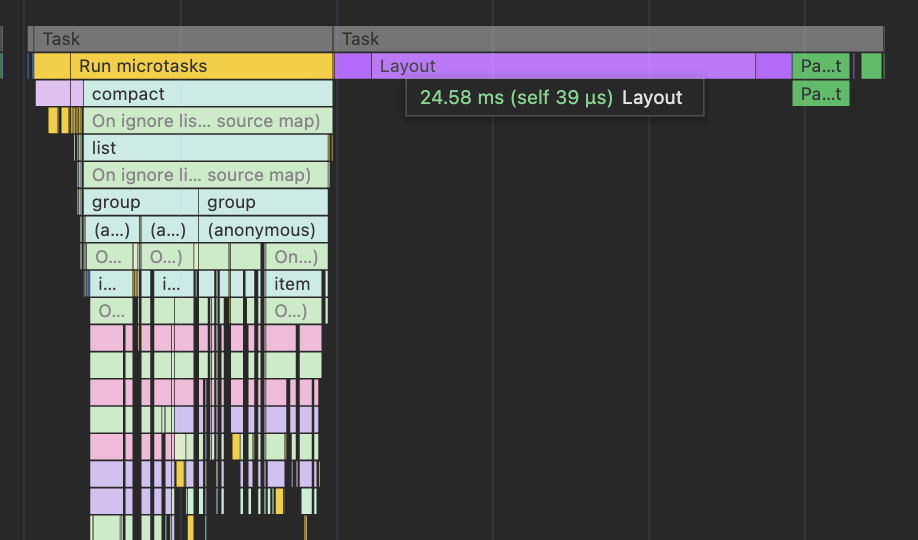 Task Task
Run microtasks Layout Pa...t
compact 24.58 ms (self 39 µs) Layout Pa...t
On ignore lis... source map)
list
On ignore li... source map)
group group
(a...) (a...) (anonymous)
O... O...) On...)
i... i... item
O... O...)